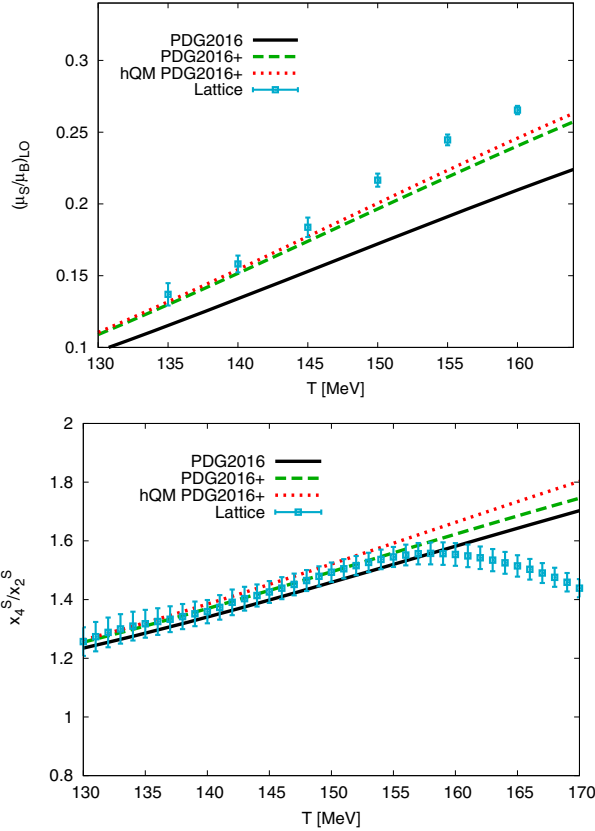 PDG2016
PDG2016+
hQM PDG2016+
Lattice
0.3
0.25
0.2
0.15
0.1
(μS/μB)LO
130 135 140 145 150 155 160
T [MeV]
2
1.8
1.6
1.4
1.2
1
0.8
PDG2016
PDG2016+
hQM PDG2016+
Lattice
χ4S/χ2S
130 135 140 145 150 155 160 165 170
T [MeV]